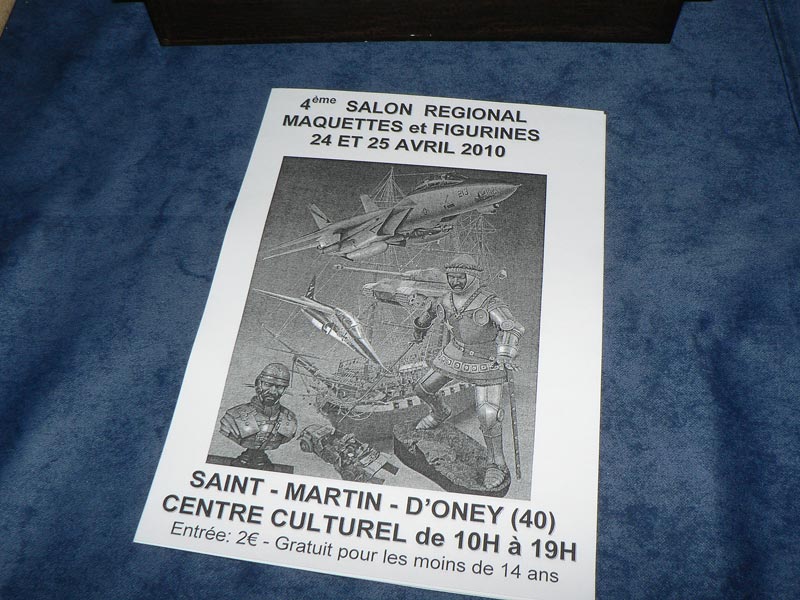 4ème SALON REGIONAL
MAQUETTES et FIGURINES
24 ET 25 AVRIL 2010
SAINT - MARTIN - D'ONEY (40)
CENTRE CULTUREL de 10H à 19H
Entrée: 2€ - Gratuit pour les moins de 14 ans